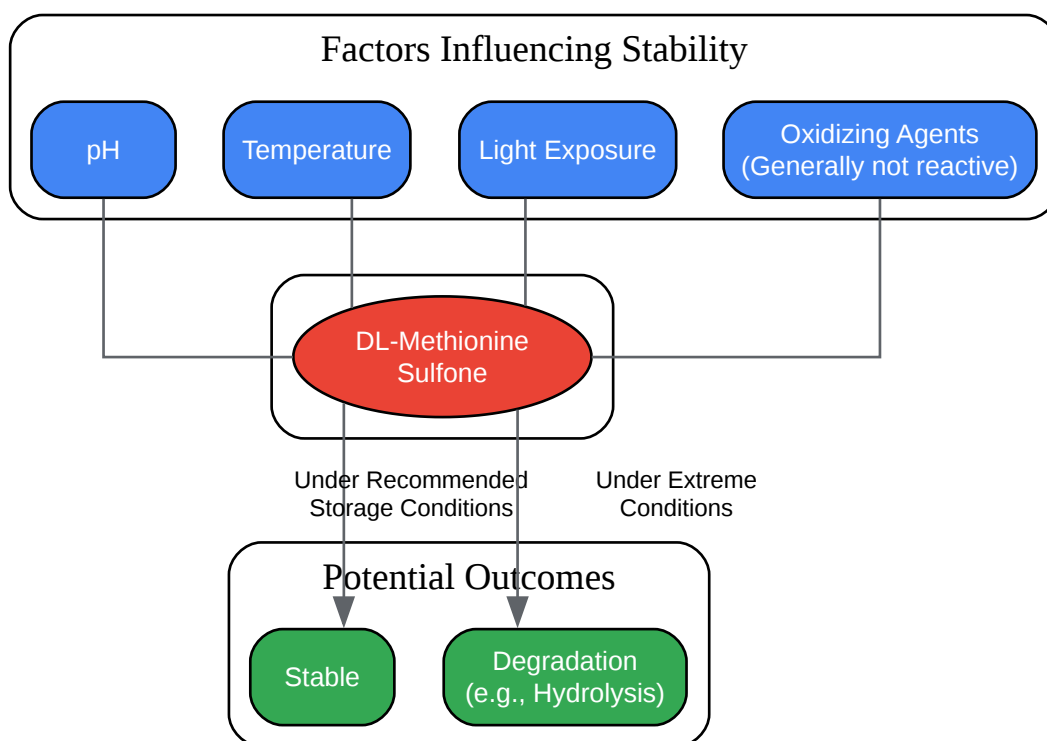 Factors Influencing Stability
pH
Temperature
Light Exposure
Oxidizing Agents
(Generally not reactive)
DL-Methionine
Sulfone
Under Recommended
Storage Conditions
Under Extreme
Conditions
Potential Outcomes
Stable
Degradation
(e.g., Hydrolysis)